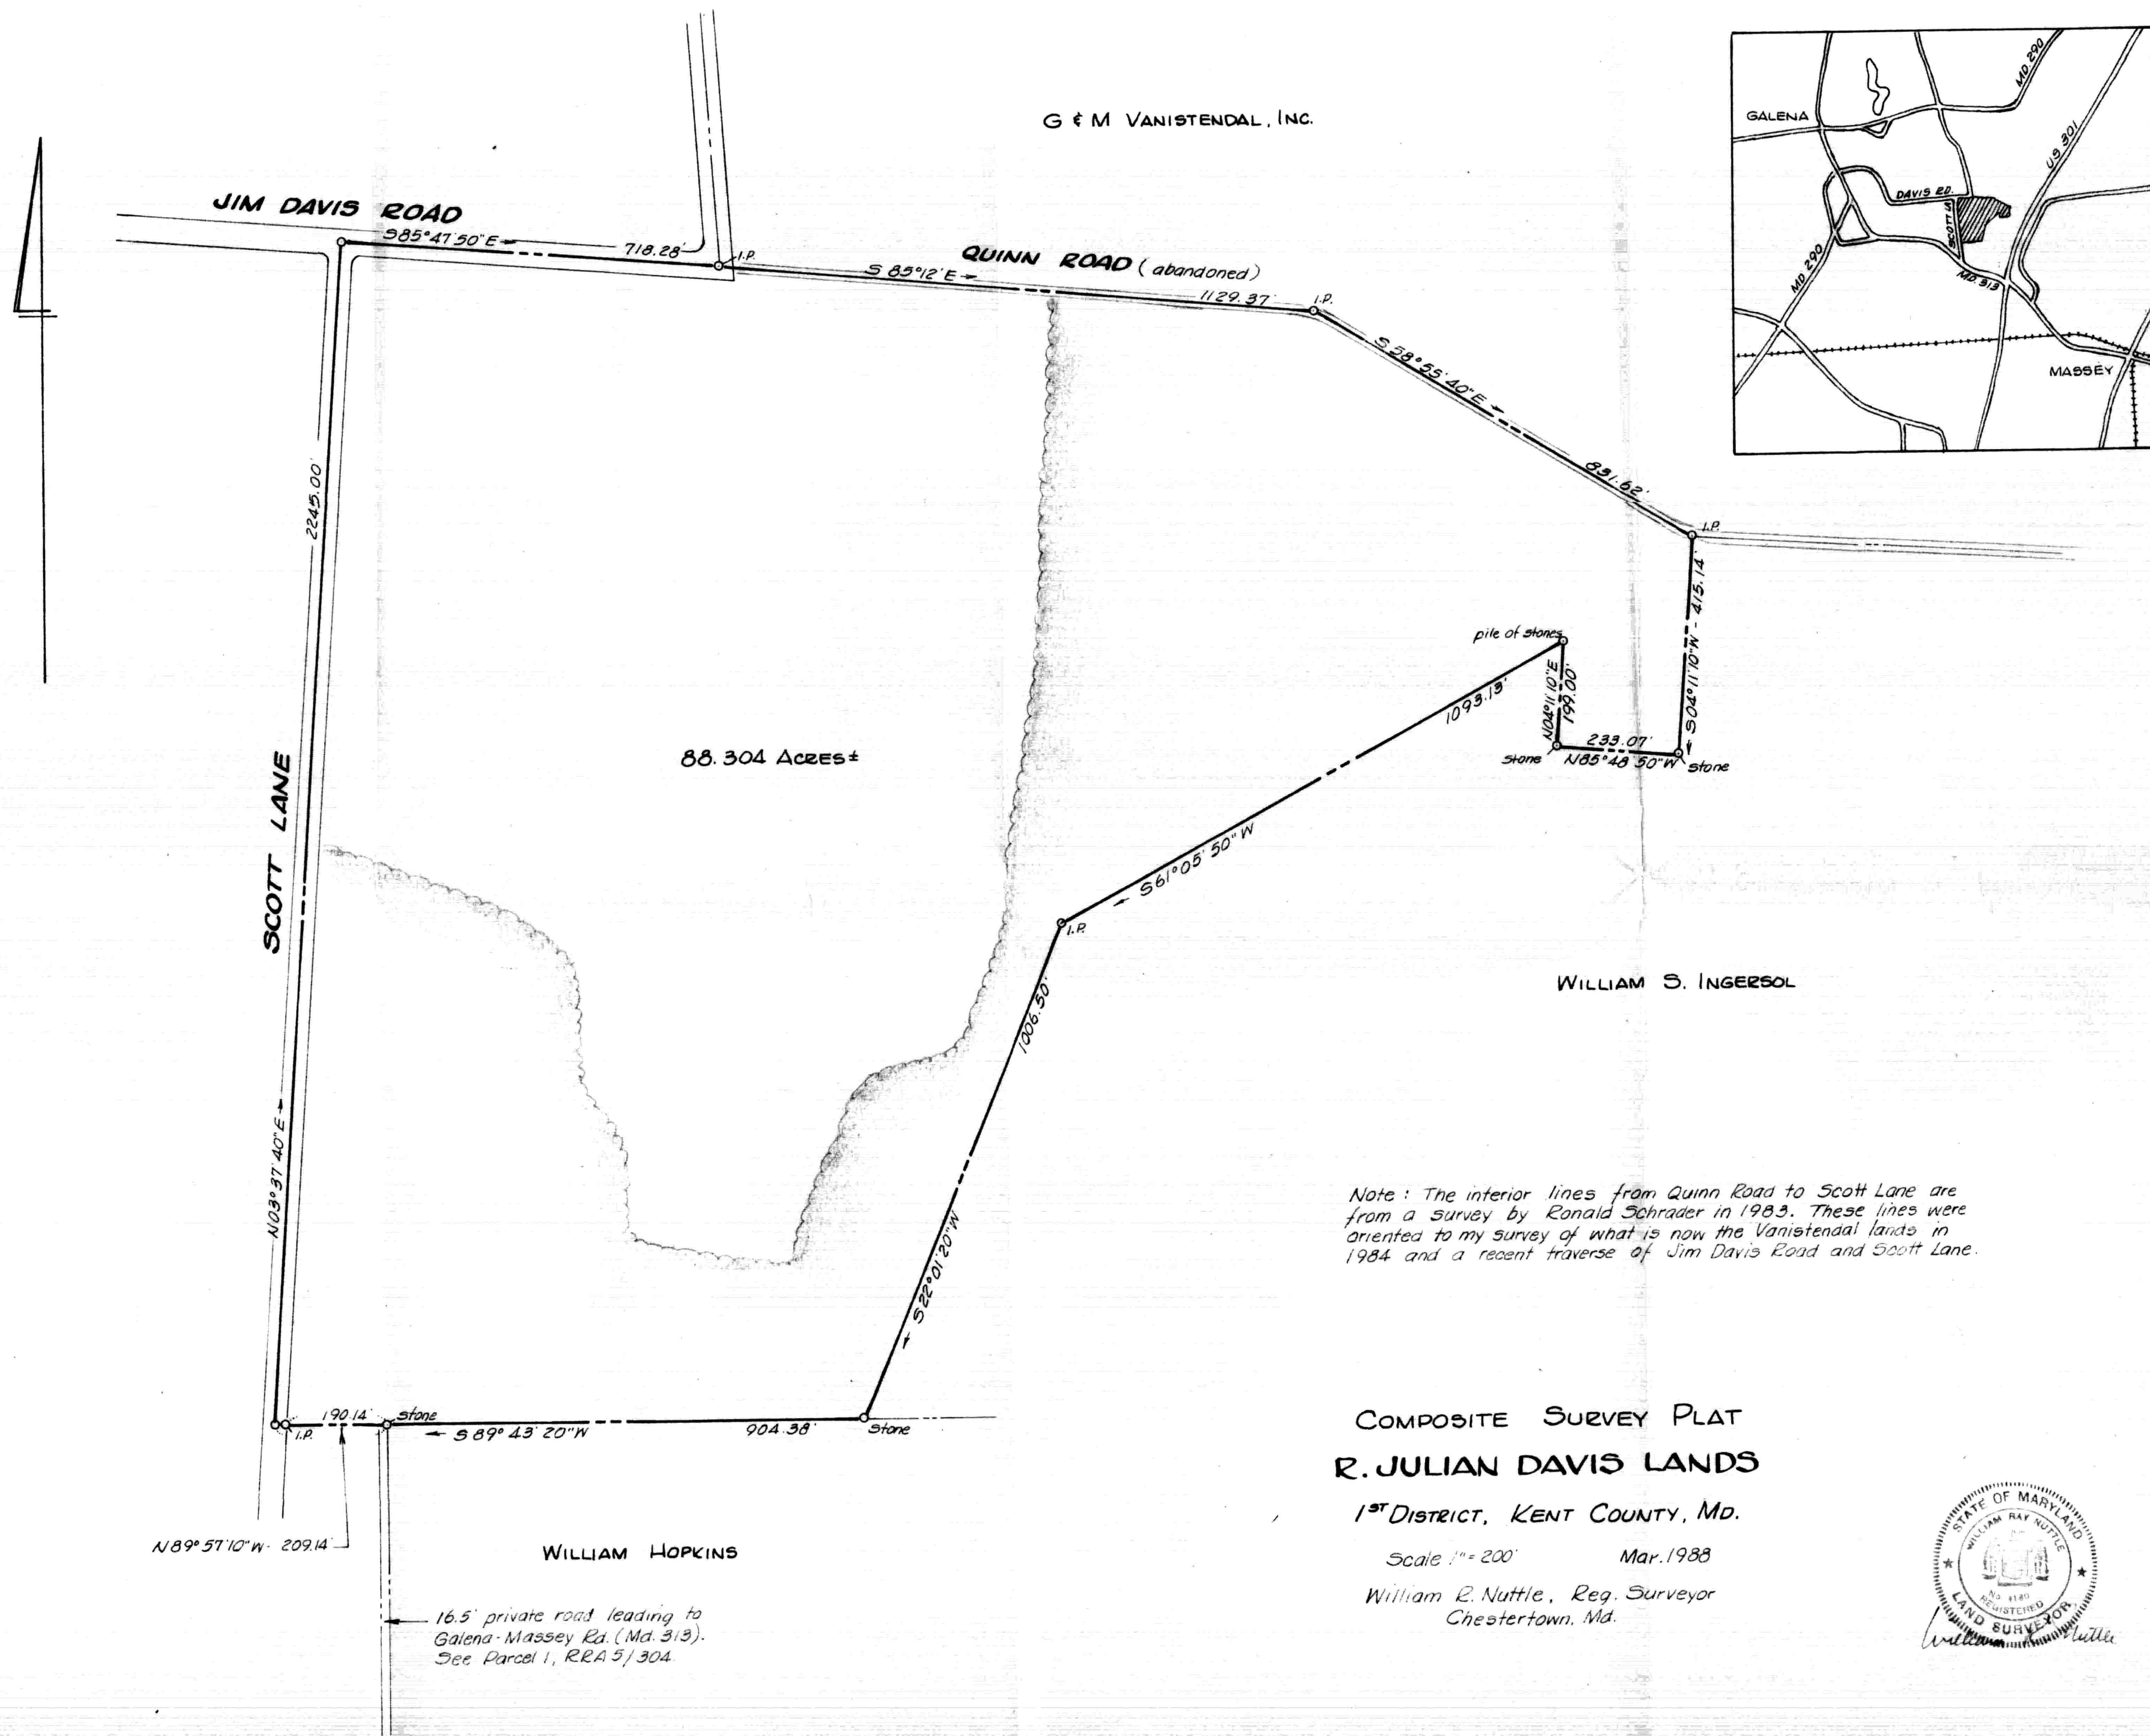 G & M VANISTENDAL, INC.
JIM DAVIS ROAD
S85°47'50"E
718.28'
I.P.
QUINN ROAD (abandoned)
S 85°12' E
1129.37'
I.P.
S 58°55'40"E
831.62'
I.P.
S04°11'10"W - 415.14'
stone
233.07'
N85°48'50"W
stone
N04°11'10"E
199.00'
pile of stones
1093.13'
S61°05'50"W
I.P.
1006.50'
S22°01'20"W
Stone
904.38'
S89°43'20"W
stone
190.14'
I.P.
N89°57'10"W - 209.14'
2245.00'
SCOTT LANE
N03°37'40"E
88.304 ACRES±
WILLIAM S. INGERSOL
WILLIAM HOPKINS
16.5' private road leading to
Galena-Massey Rd. (Md. 313).
See Parcel 1, RRA 5/304
Note : The interior lines from Quinn Road to Scott Lane are
from a survey by Ronald Schrader in 1983. These lines were
oriented to my survey of what is now the Vanistendal lands in
1984 and a recent traverse of Jim Davis Road and Scott Lane.
COMPOSITE SURVEY PLAT
R. JULIAN DAVIS LANDS
1ST DISTRICT, KENT COUNTY, MD.
Scale 1" = 200'
Mar. 1988
William R. Nuttle, Reg. Surveyor
Chestertown, Md.
STATE OF MARYLAND
WILLIAM RAY NUTTLE
REGISTERED
LAND SURVEYOR
GALENA
MD 290
US 301
DAVIS RD.
SCOTT LN
MD 290
MD. 313
MASSEY